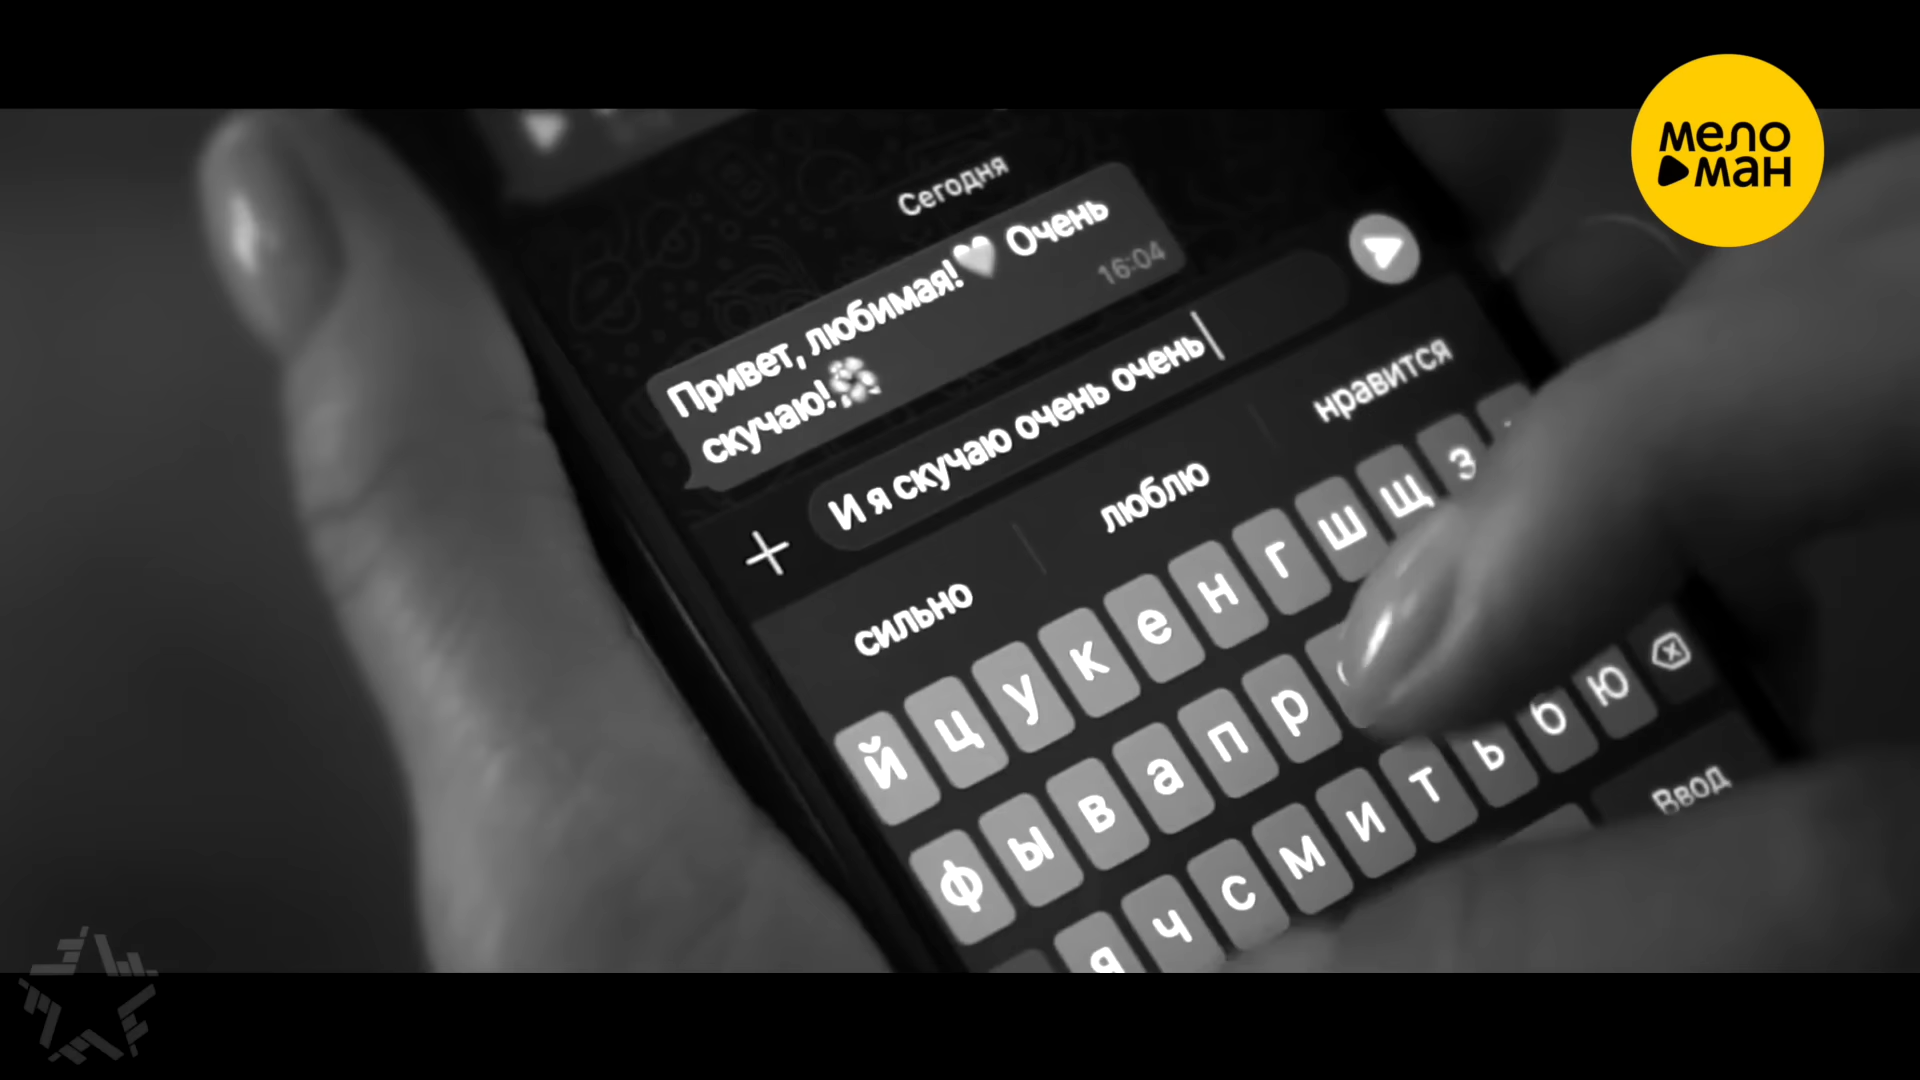 мело
ман
Сегодня
Привет, любимая!🤍 Очень
скучаю!
16:04
И я скучаю очень очень
сильно люблю нравится
й ц у к е н г ш щ з
ф ы в а п р
я ч с м и т ь б ю
Ввод